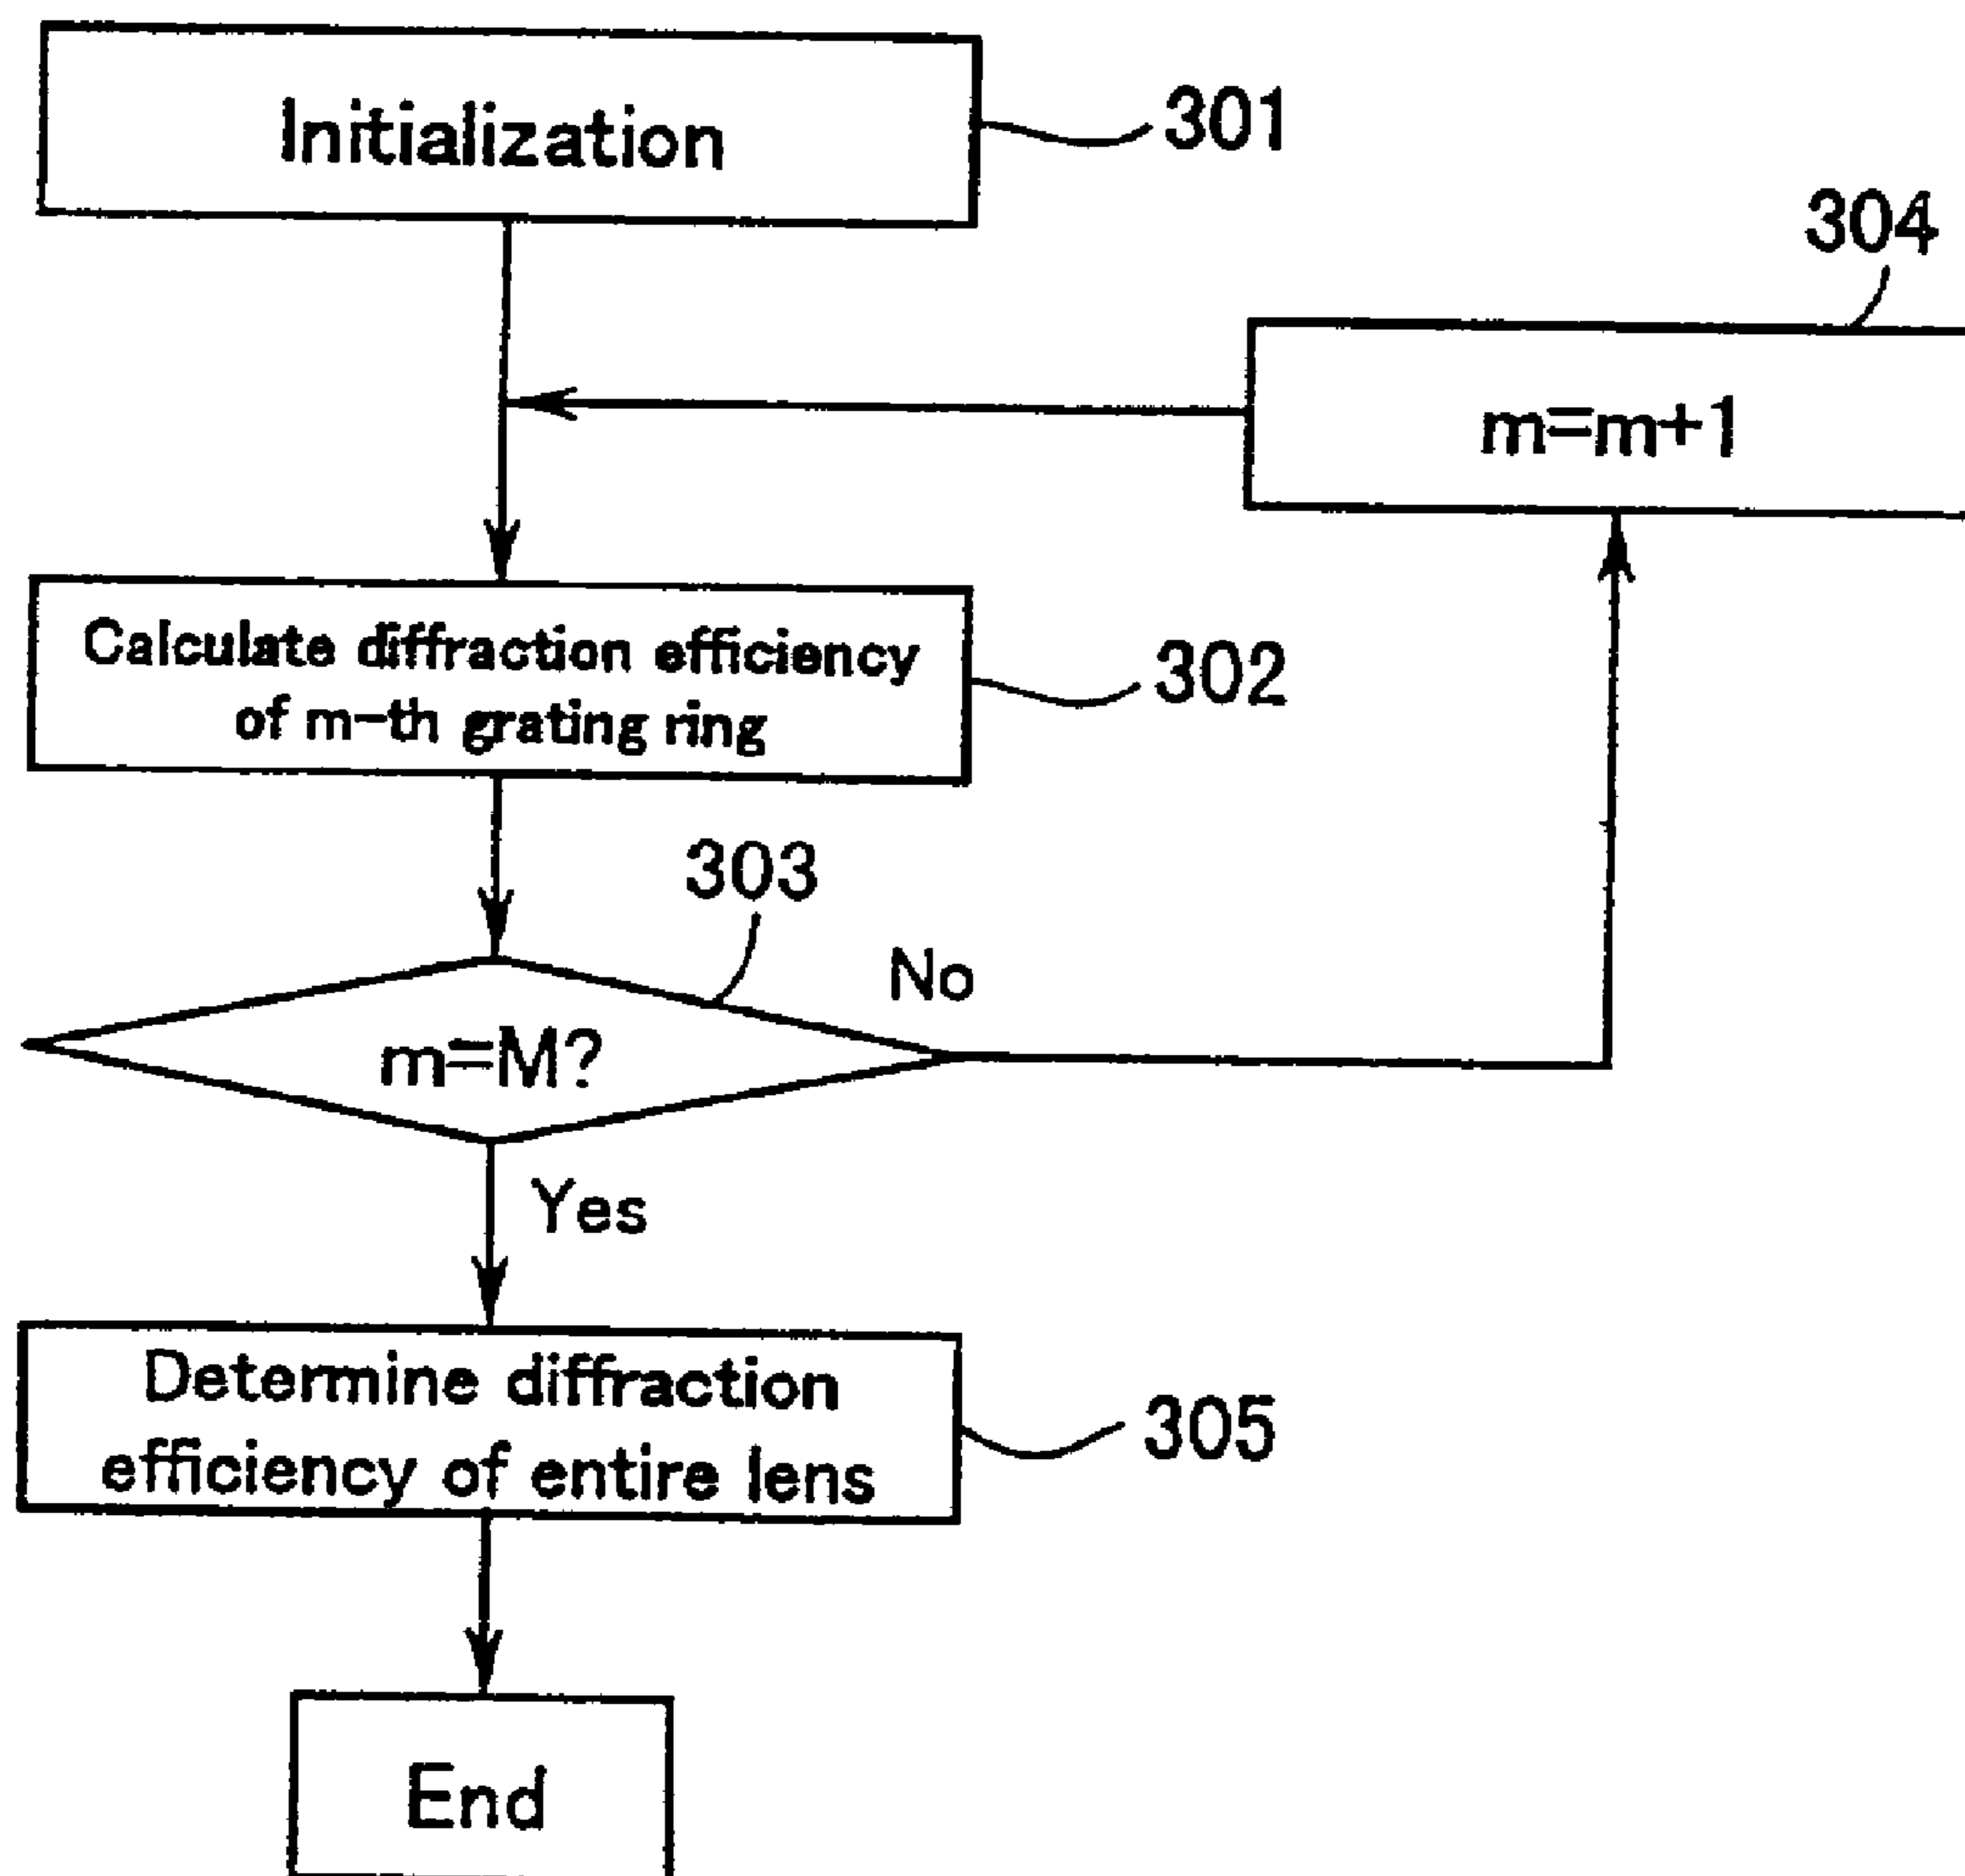 Initialization
301
304
m=m+1
Calculate diffraction efficiency
of m-th grating ring
302
303
No
m=M?
Yes
Determine diffraction
efficiency of entire lens
305
End